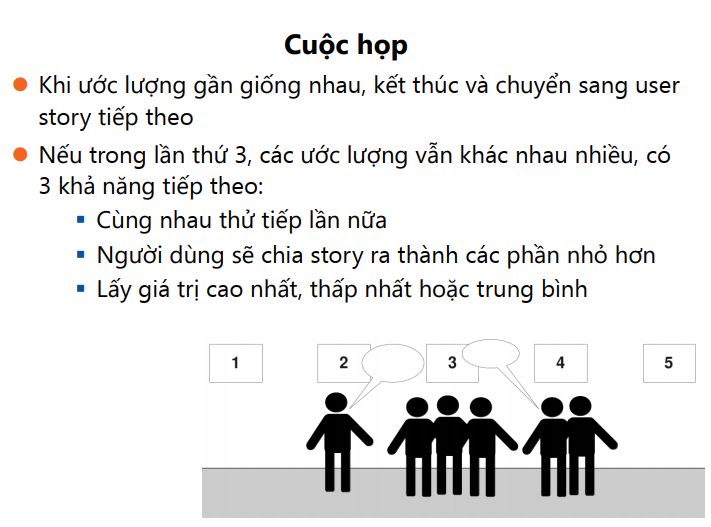 Cuộc họp
Khi ước lượng gần giống nhau, kết thúc và chuyển sang user
story tiếp theo
Nếu trong lần thứ 3, các ước lượng vẫn khác nhau nhiều, có
3 khả năng tiếp theo:
Cùng nhau thử tiếp lần nữa
Người dùng sẽ chia story ra thành các phần nhỏ hơn
Lấy giá trị cao nhất, thấp nhất hoặc trung bình
1 2 3 4 5